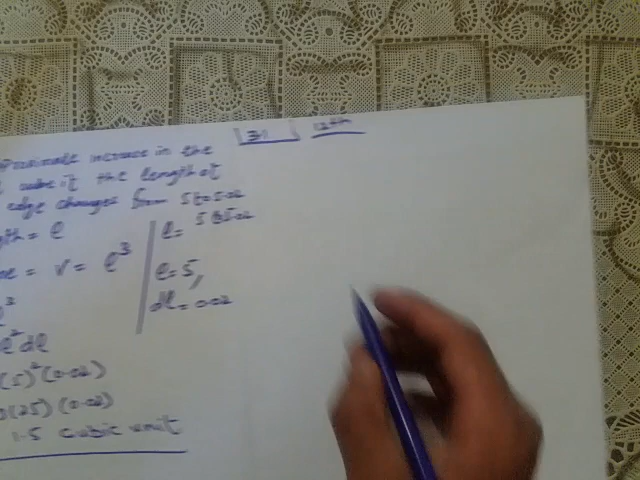 31 12th
increase in the
cube if the length of
edge changes from 5 to 5.02
= l | l = 5 to 5.02
= V = l³ | l = 5,
dl = 0.02
l² dl
(5)² (0.02)
(25) (0.02)
1.5 cubic unit